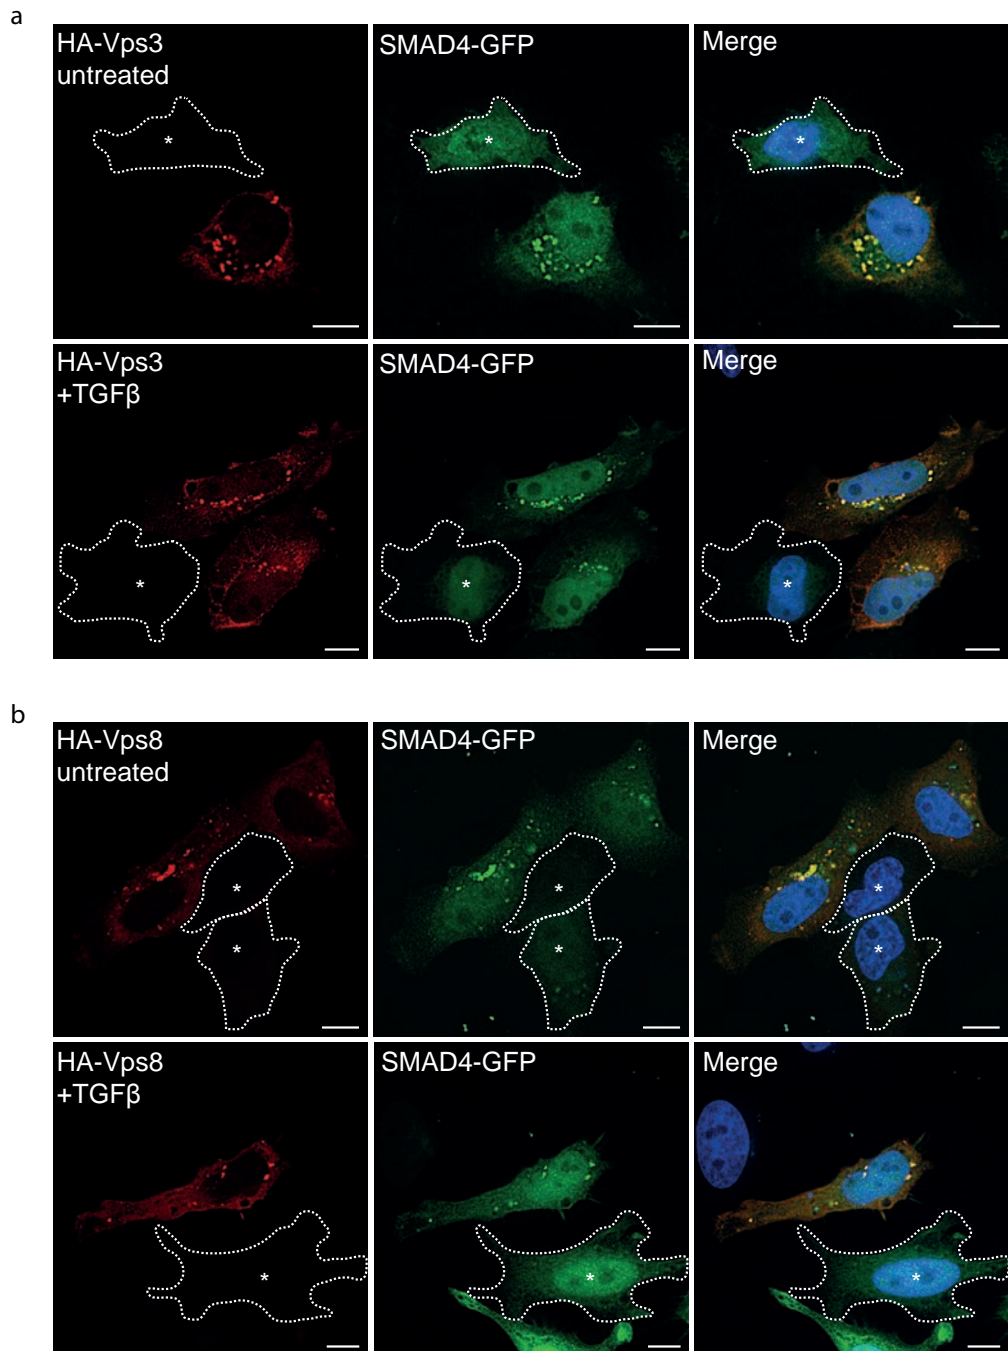 a
HA-Vps3
untreated
SMAD4-GFP
Merge
*
*
*
HA-Vps3
+TGFβ
SMAD4-GFP
Merge
*
*
*
b
HA-Vps8
untreated
SMAD4-GFP
Merge
*
*
*
*
*
*
HA-Vps8
+TGFβ
SMAD4-GFP
Merge
*
*
*